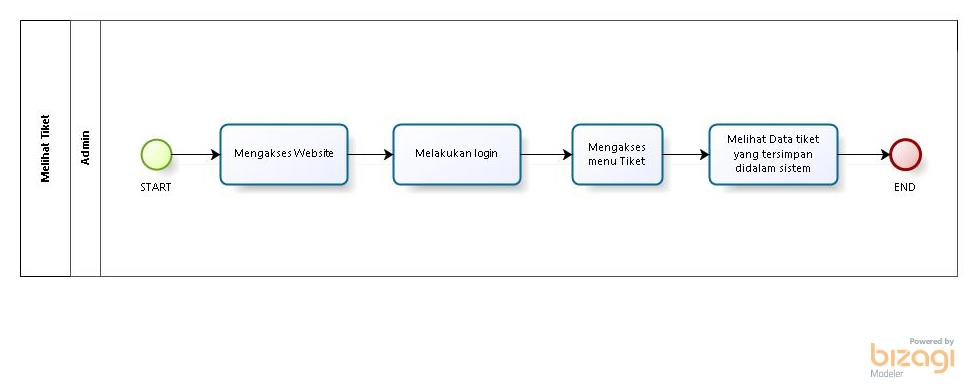 Melihat Tiket
Admin
START
Mengakses Website
Melakukan login
Mengakses
menu Tiket
Melihat Data tiket
yang tersimpan
didalam sistem
END
Powered by
bizagi
Modeler